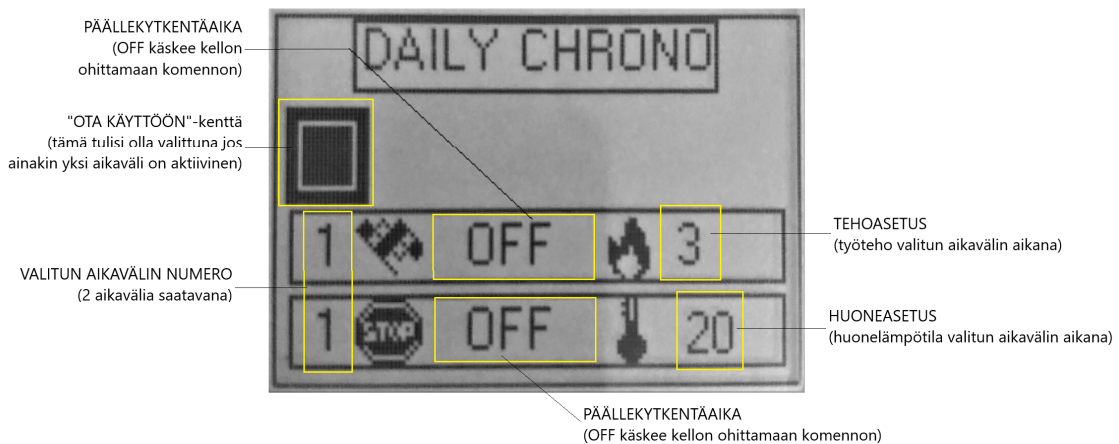 PÄÄLLEKYTKENTÄAIKA
(OFF käskee kellon
ohittamaan komennon)
DAILY CHRONO
"OTA KÄYTTÖÖN"-kenttä
(tämä tulisi olla valittuna jos
ainakin yksi aikaväli on aktiivinen)
1 OFF 3
TEHOASETUS
(työteho valitun aikavälin aikana)
VALITUN AIKAVÄLIN NUMERO
(2 aikavälia saatavana)
1 STOP OFF 20
HUONEASETUS
(huonelämpötila valitun aikavälin aikana)
PÄÄLLEKYTKENTÄAIKA
(OFF käskee kellon ohittamaan komennon)